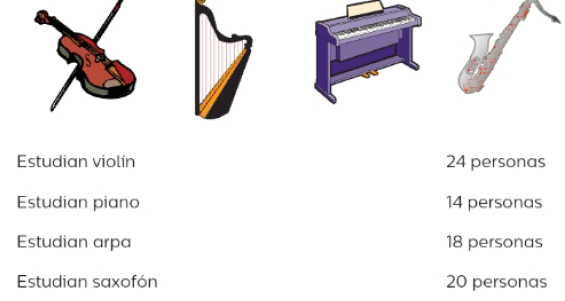 Estudian violín 24 personas
Estudian piano 14 personas
Estudian arpa 18 personas
Estudian saxofón 20 personas